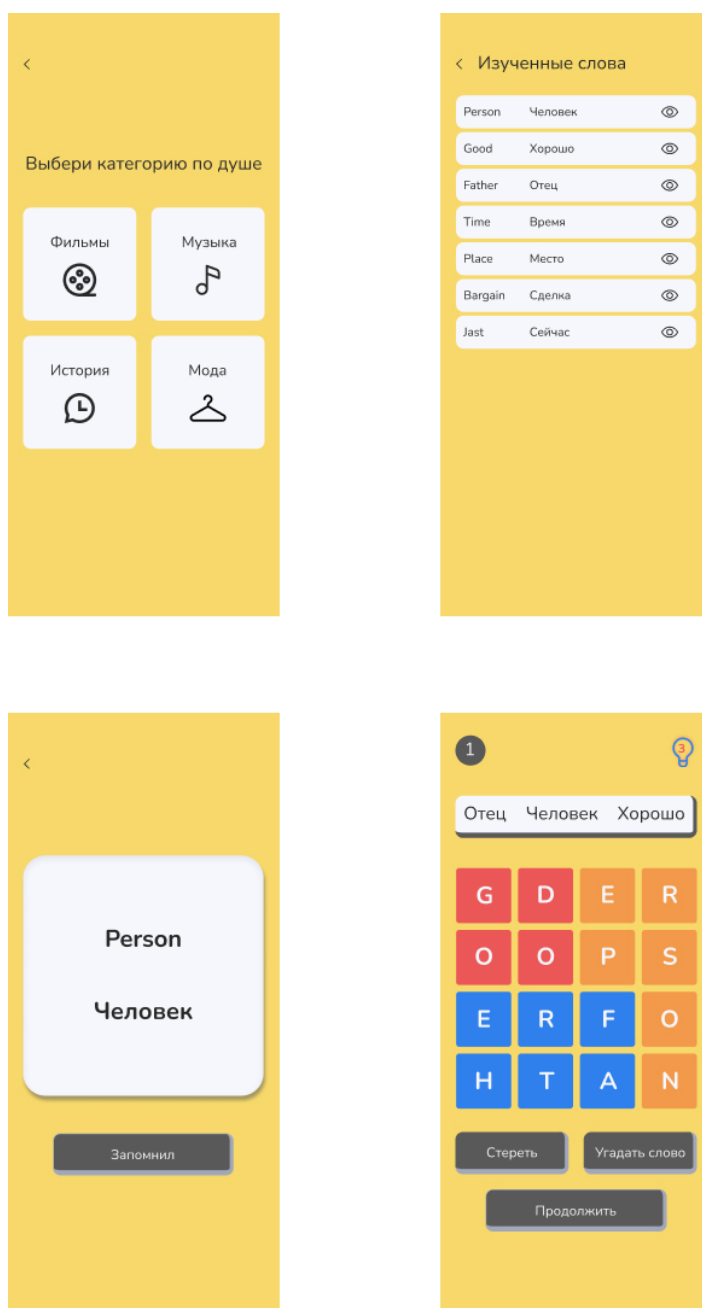 <
Выбери категорию по душе
Фильмы Музыка
История Мода
< Изученные слова
Person Человек
Good Хорошо
Father Отец
Time Время
Place Место
Bargain Сделка
Jast Сейчас
<
Person
Человек
Запомнил
1 3
Отец Человек Хорошо
G D E R
O O P S
E R F O
H T A N
Стереть Угадать слово
Продолжить